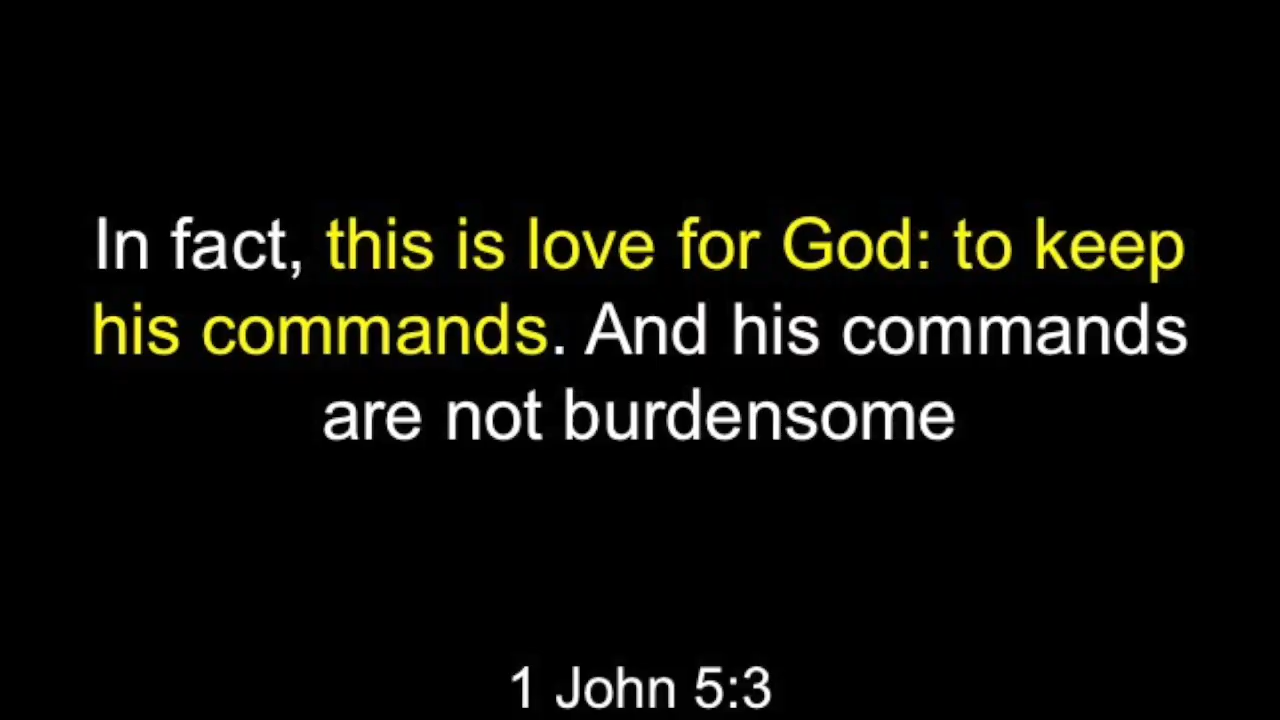 In fact, this is love for God: to keep
his commands. And his commands
are not burdensome
1 John 5:3